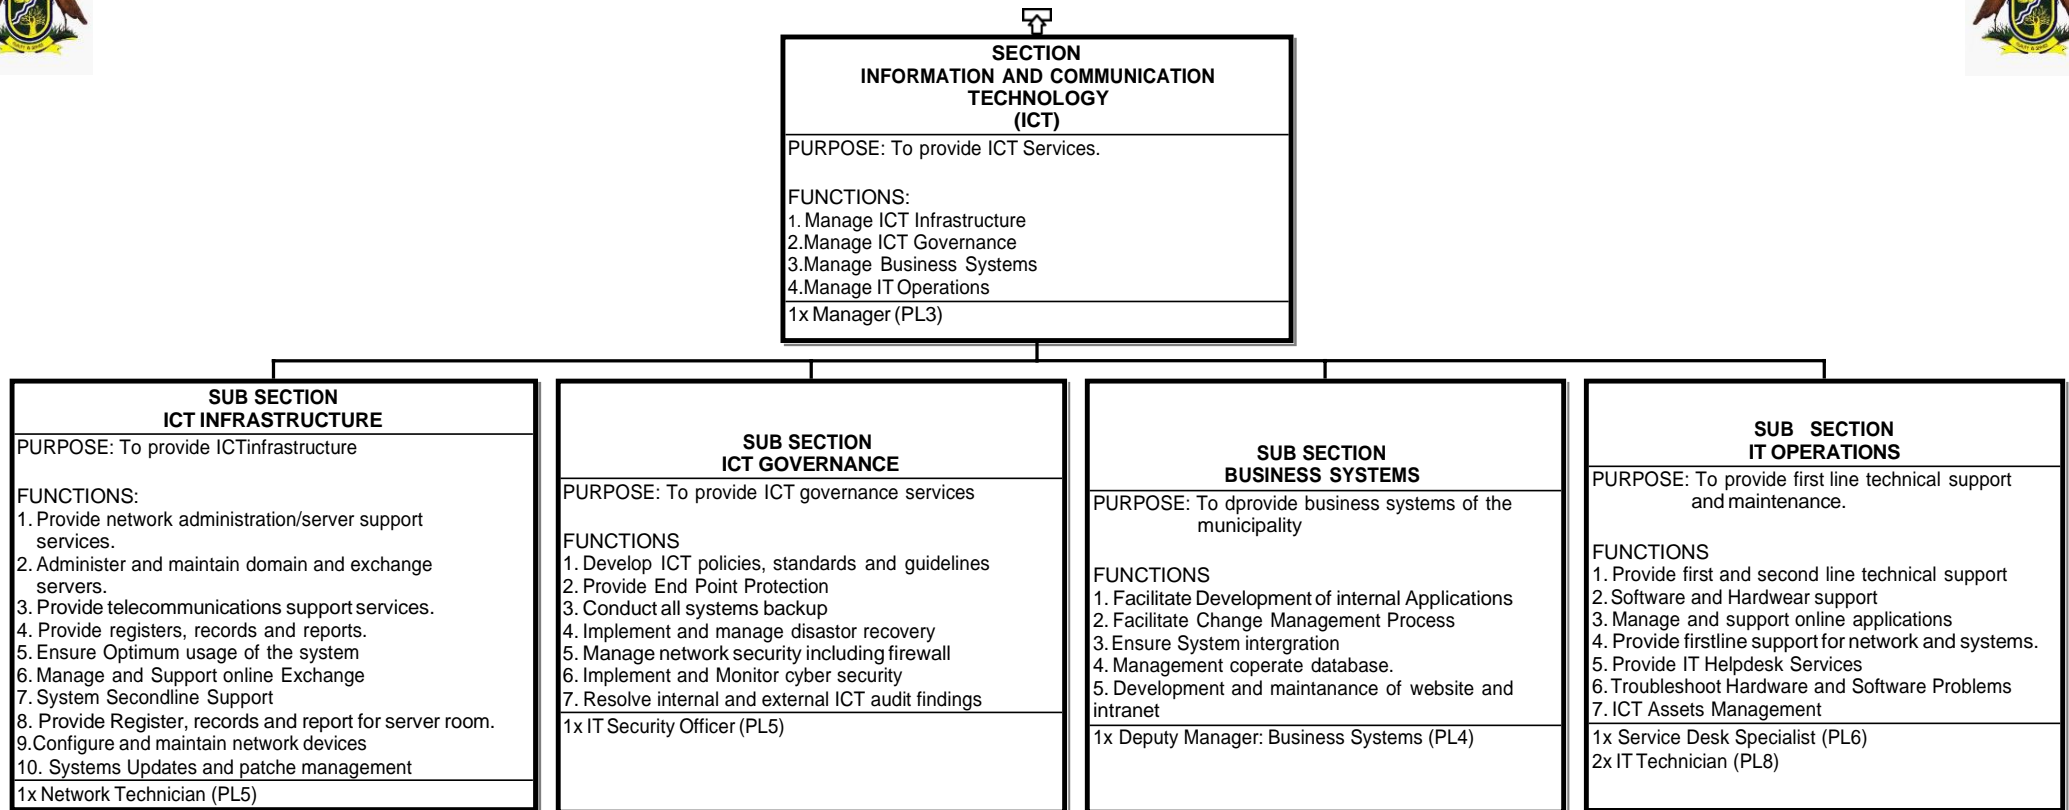 SECTION
INFORMATION AND COMMUNICATION
TECHNOLOGY
(ICT)
PURPOSE: To provide ICT Services.
FUNCTIONS:
1. Manage ICT Infrastructure
2.Manage ICT Governance
3.Manage Business Systems
4.Manage IT Operations
1x Manager (PL3)
SUB SECTION
ICT INFRASTRUCTURE
PURPOSE: To provide ICTinfrastructure
FUNCTIONS:
1. Provide network administration/server support
services.
2. Administer and maintain domain and exchange
servers.
3. Provide telecommunications support services.
4. Provide registers, records and reports.
5. Ensure Optimum usage of the system
6. Manage and Support online Exchange
7. System Secondline Support
8. Provide Register, records and report for server room.
9.Configure and maintain network devices
10. Systems Updates and patche management
1x Network Technician (PL5)
SUB SECTION
ICT GOVERNANCE
PURPOSE: To provide ICT governance services
FUNCTIONS
1. Develop ICT policies, standards and guidelines
2. Provide End Point Protection
3. Conduct all systems backup
4. Implement and manage disastor recovery
5. Manage network security including firewall
6. Implement and Monitor cyber security
7. Resolve internal and external ICT audit findings
1x IT Security Officer (PL5)
SUB SECTION
BUSINESS SYSTEMS
PURPOSE: To dprovide business systems of the
municipality
FUNCTIONS
1. Facilitate Development of internal Applications
2. Facilitate Change Management Process
3. Ensure System intergration
4. Management coperate database.
5. Development and maintanance of website and
intranet
1x Deputy Manager: Business Systems (PL4)
SUB SECTION
IT OPERATIONS
PURPOSE: To provide first line technical support
and maintenance.
FUNCTIONS
1. Provide first and second line technical support
2. Software and Hardwear support
3. Manage and support online applications
4. Provide firstline support for network and systems.
5. Provide IT Helpdesk Services
6. Troubleshoot Hardware and Software Problems
7. ICT Assets Management
1x Service Desk Specialist (PL6)
2x IT Technician (PL8)